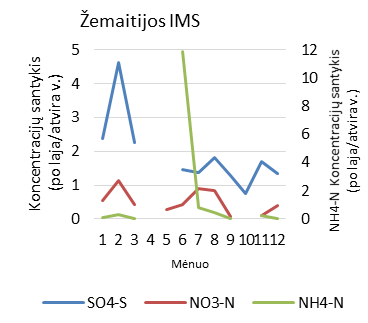 Žemaitijos IMS
Koncentracijų santykis
(po laja/atvira v.)
5
4
3
2
1
0
12
10
8
6
4
2
0
NH4-N Koncentracijų santykis
(po laja/atvira v.)
1 2 3 4 5 6 7 8 9 10 11 12
Mėnuo
SO4-S NO3-N NH4-N